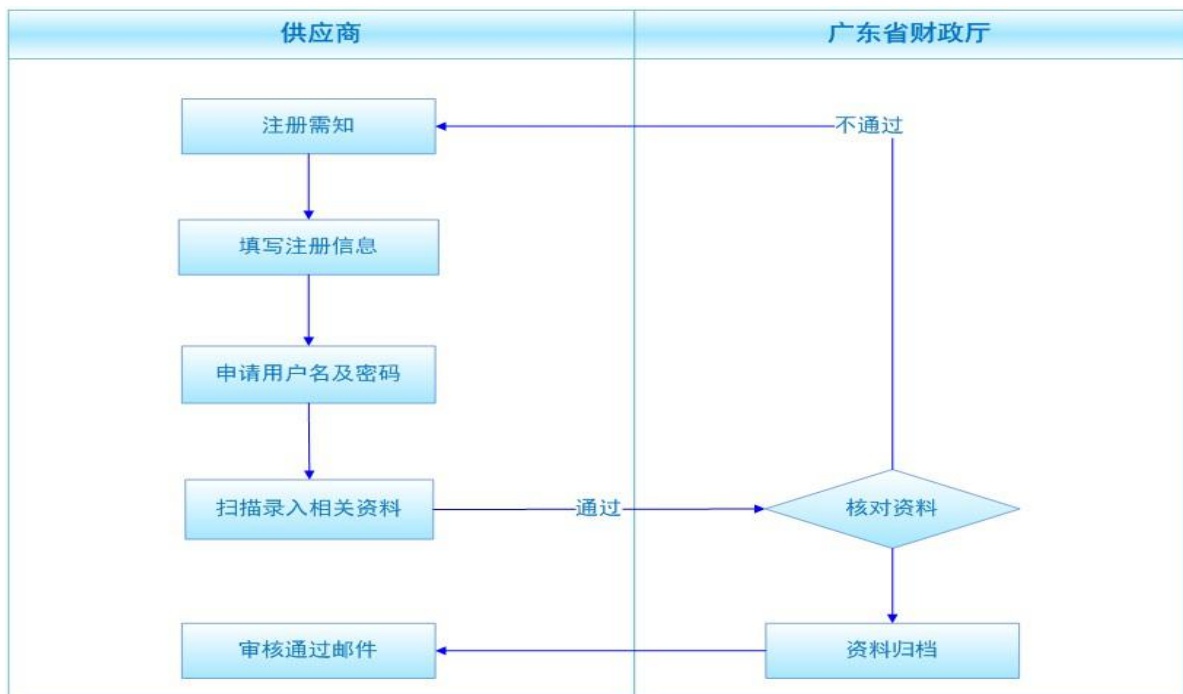 供应商
广东省财政厅
注册需知
不通过
填写注册信息
申请用户名及密码
扫描录入相关资料
通过
核对资料
审核通过邮件
资料归档